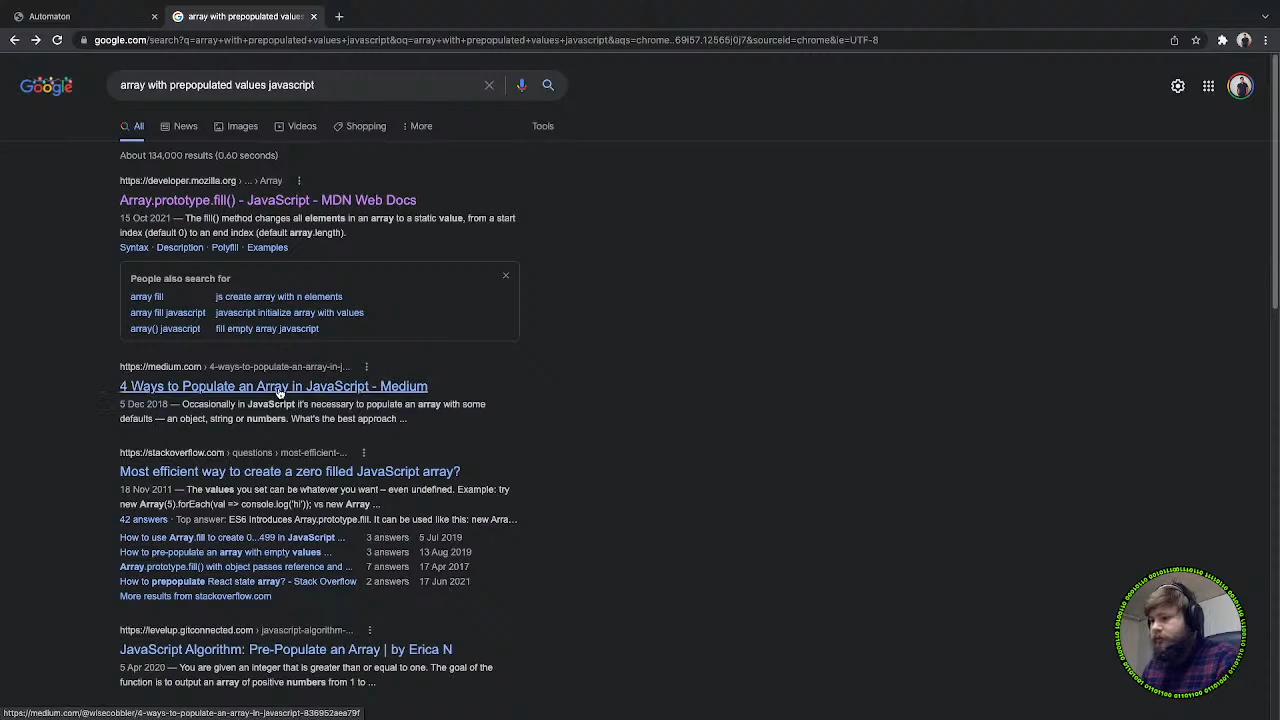 Automaton
array with prepopulated values
google.com/search?q=array+with+prepopulated+values+javascript&oq=array+with+prepopulated+values+javascript&aqs=chrome..69i57.12565j0j7&sourceid=chrome&ie=UTF-8
Google
array with prepopulated values javascript
All News Images Videos Shopping More Tools
About 134,000 results (0.60 seconds)
https://developer.mozilla.org › ... › Array
Array.prototype.fill() - JavaScript - MDN Web Docs
15 Oct 2021 — The fill() method changes all elements in an array to a static value, from a start
index (default 0) to an end index (default array.length).
Syntax · Description · Polyfill · Examples
People also search for
array fill js create array with n elements
array fill javascript javascript initialize array with values
array() javascript fill empty array javascript
https://medium.com › 4-ways-to-populate-an-array-in-j...
4 Ways to Populate an Array in JavaScript - Medium
5 Dec 2018 — Occasionally in JavaScript it's necessary to populate an array with some
defaults — an object, string or numbers. What's the best approach ...
https://stackoverflow.com › questions › most-efficient-...
Most efficient way to create a zero filled JavaScript array?
18 Nov 2011 — The values you set can be whatever you want – even undefined. Example: try
new Array(5).forEach(val => console.log('hi')); vs new Array ...
42 answers · Top answer: ES6 introduces Array.prototype.fill. It can be used like this: new Arra...
How to use Array.fill to create 0...499 in JavaScript ... 3 answers 5 Jul 2019
How to pre-populate an array with empty values ... 3 answers 13 Aug 2019
Array.prototype.fill() with object passes reference and ... 7 answers 17 Apr 2017
How to prepopulate React state array? - Stack Overflow 2 answers 17 Jun 2021
More results from stackoverflow.com
https://levelup.gitconnected.com › javascript-algorithm-...
JavaScript Algorithm: Pre-Populate an Array | by Erica N
5 Apr 2020 — You are given an integer that is greater than or equal to one. The goal of the
function is to output an array of positive numbers from 1 to ...
https://medium.com/@wisecobbler/4-ways-to-populate-an-array-in-javascript-836952aea79f